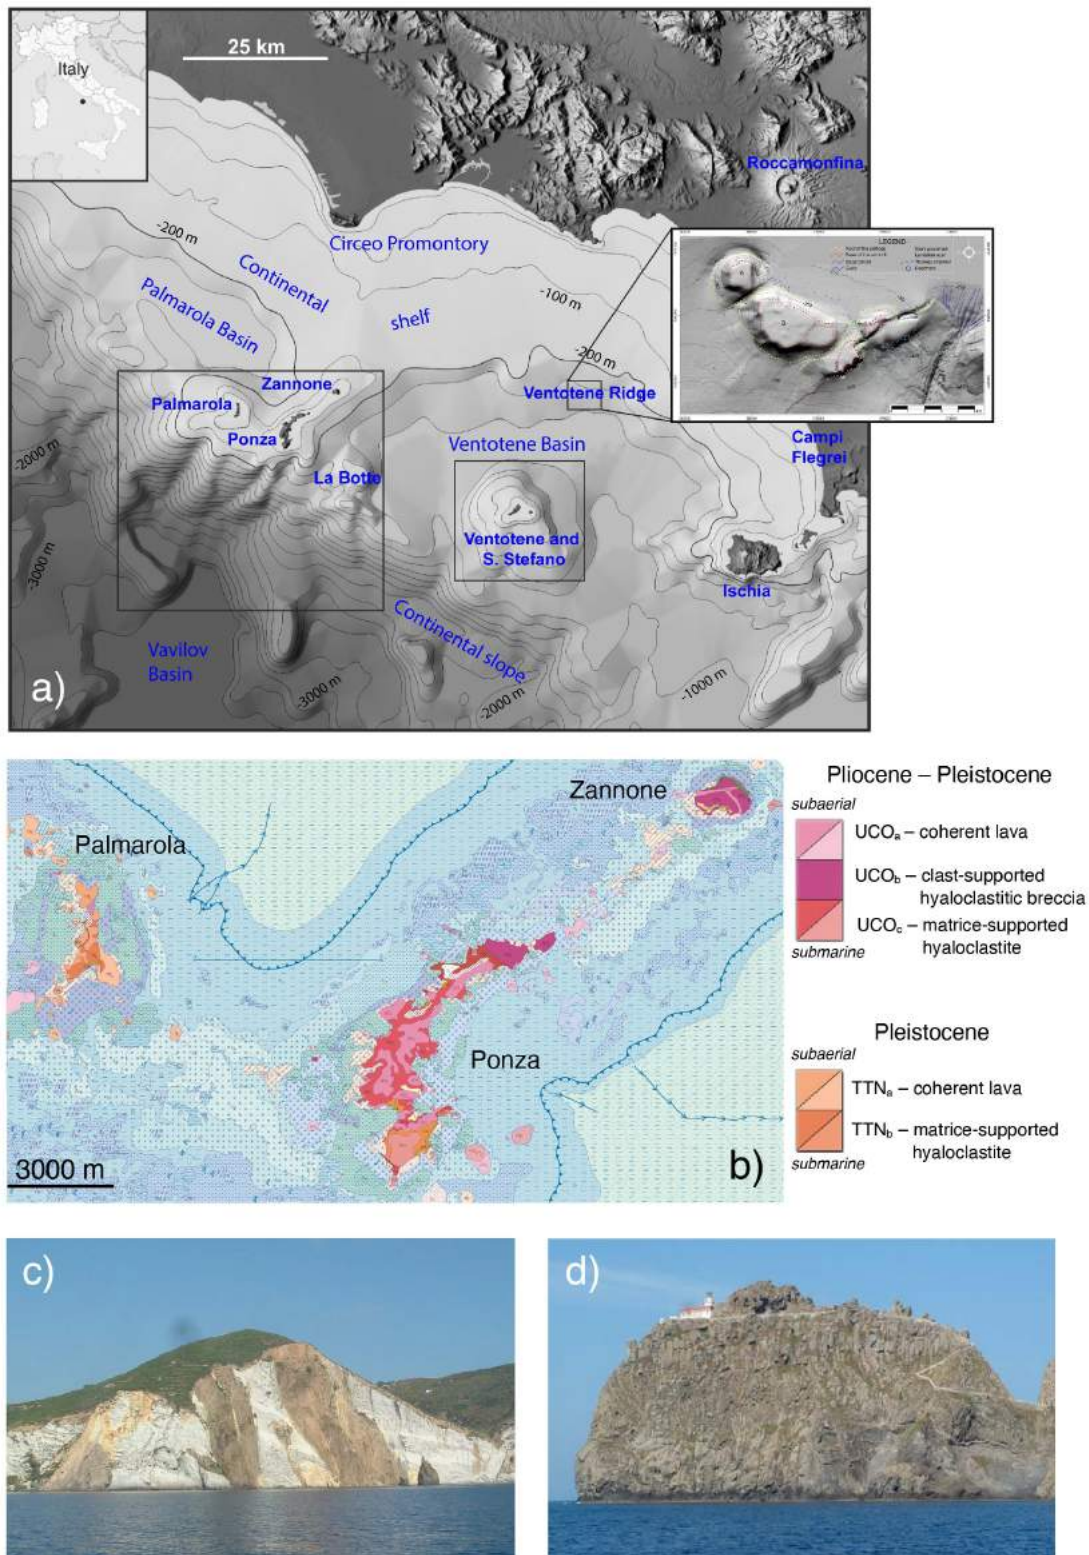 25 km
Italy
Roccamonfina
-200 m
Circeo Promontory
Continental
shelf
Palmarola Basin
-100 m
LEGEND
-200 m
Zannone
Ventotene Ridge
Palmarola
Ponza
Ventotene Basin
Campi
Flegrei
-2000 m
La Botte
Ventotene and
S. Stefano
-3000 m
Ischia
Continental slope
Vavilov
Basin
a)
-3000 m
-2000 m
-1000 m
Palmarola
Zannone
Ponza
3000 m
b)
Pliocene – Pleistocene
subaerial
UCOa – coherent lava
UCOb – clast-supported
hyaloclastitic breccia
UCOc – matrice-supported
hyaloclastite
submarine
Pleistocene
subaerial
TTNa – coherent lava
TTNb – matrice-supported
hyaloclastite
submarine
c)
d)